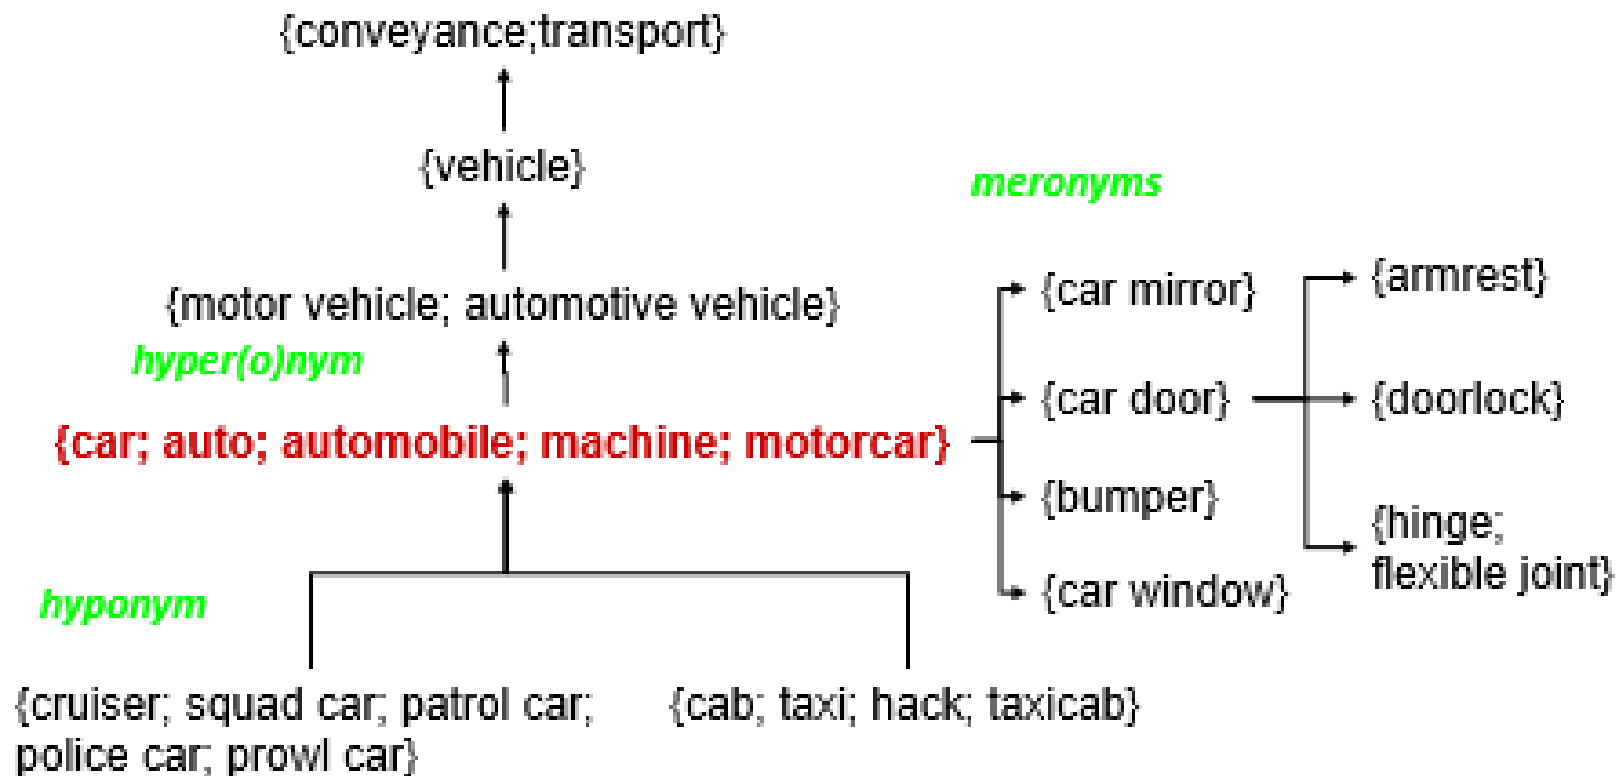 {conveyance;transport}
{vehicle}
meronyms
{motor vehicle; automotive vehicle}
{car mirror}
{armrest}
hyper(o)nym
{car door}
{doorlock}
{car; auto; automobile; machine; motorcar}
{bumper}
{hinge;
flexible joint}
{car window}
hyponym
{cruiser; squad car; patrol car;
police car; prowl car}
{cab; taxi; hack; taxicab}